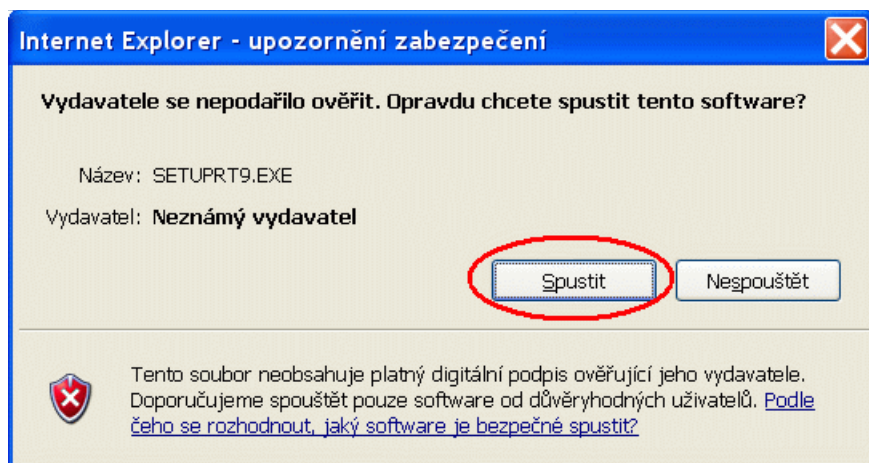 Internet Explorer - upozornění zabezpečení
Vydavatele se nepodařilo ověřit. Opravdu chcete spustit tento software?
Název: SETUPRT9.EXE
Vydavatel: Neznámý vydavatel
Spustit Nespouštět
Tento soubor neobsahuje platný digitální podpis ověřující jeho vydavatele.
Doporučujeme spouštět pouze software od důvěryhodných uživatelů. Podle
čeho se rozhodnout, jaký software je bezpečné spustit?